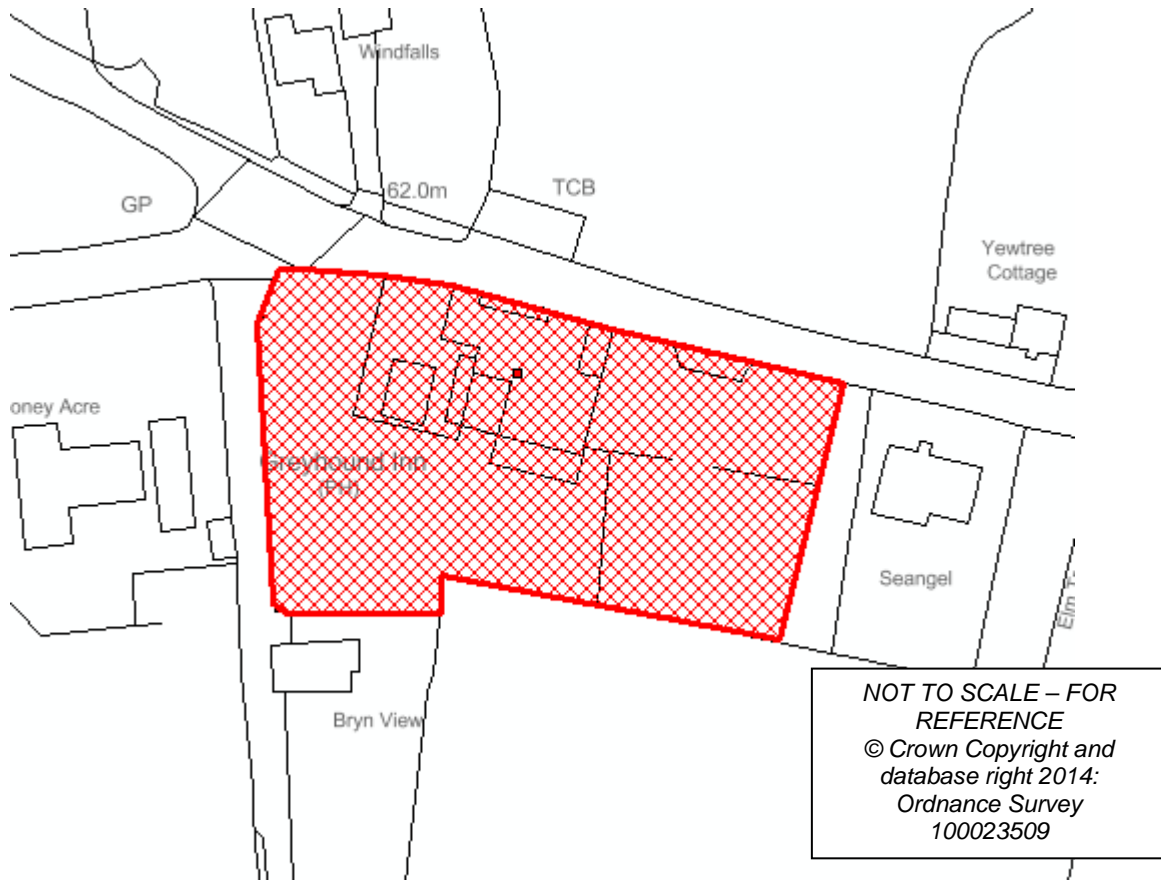 Windfalls
62.0m
TCB
GP
Yewtree
Cottage
oney Acre
Greyhound Inn
(PH)
Seangel
Elm
Bryn View
NOT TO SCALE – FOR
REFERENCE
© Crown Copyright and
database right 2014:
Ordnance Survey
100023509